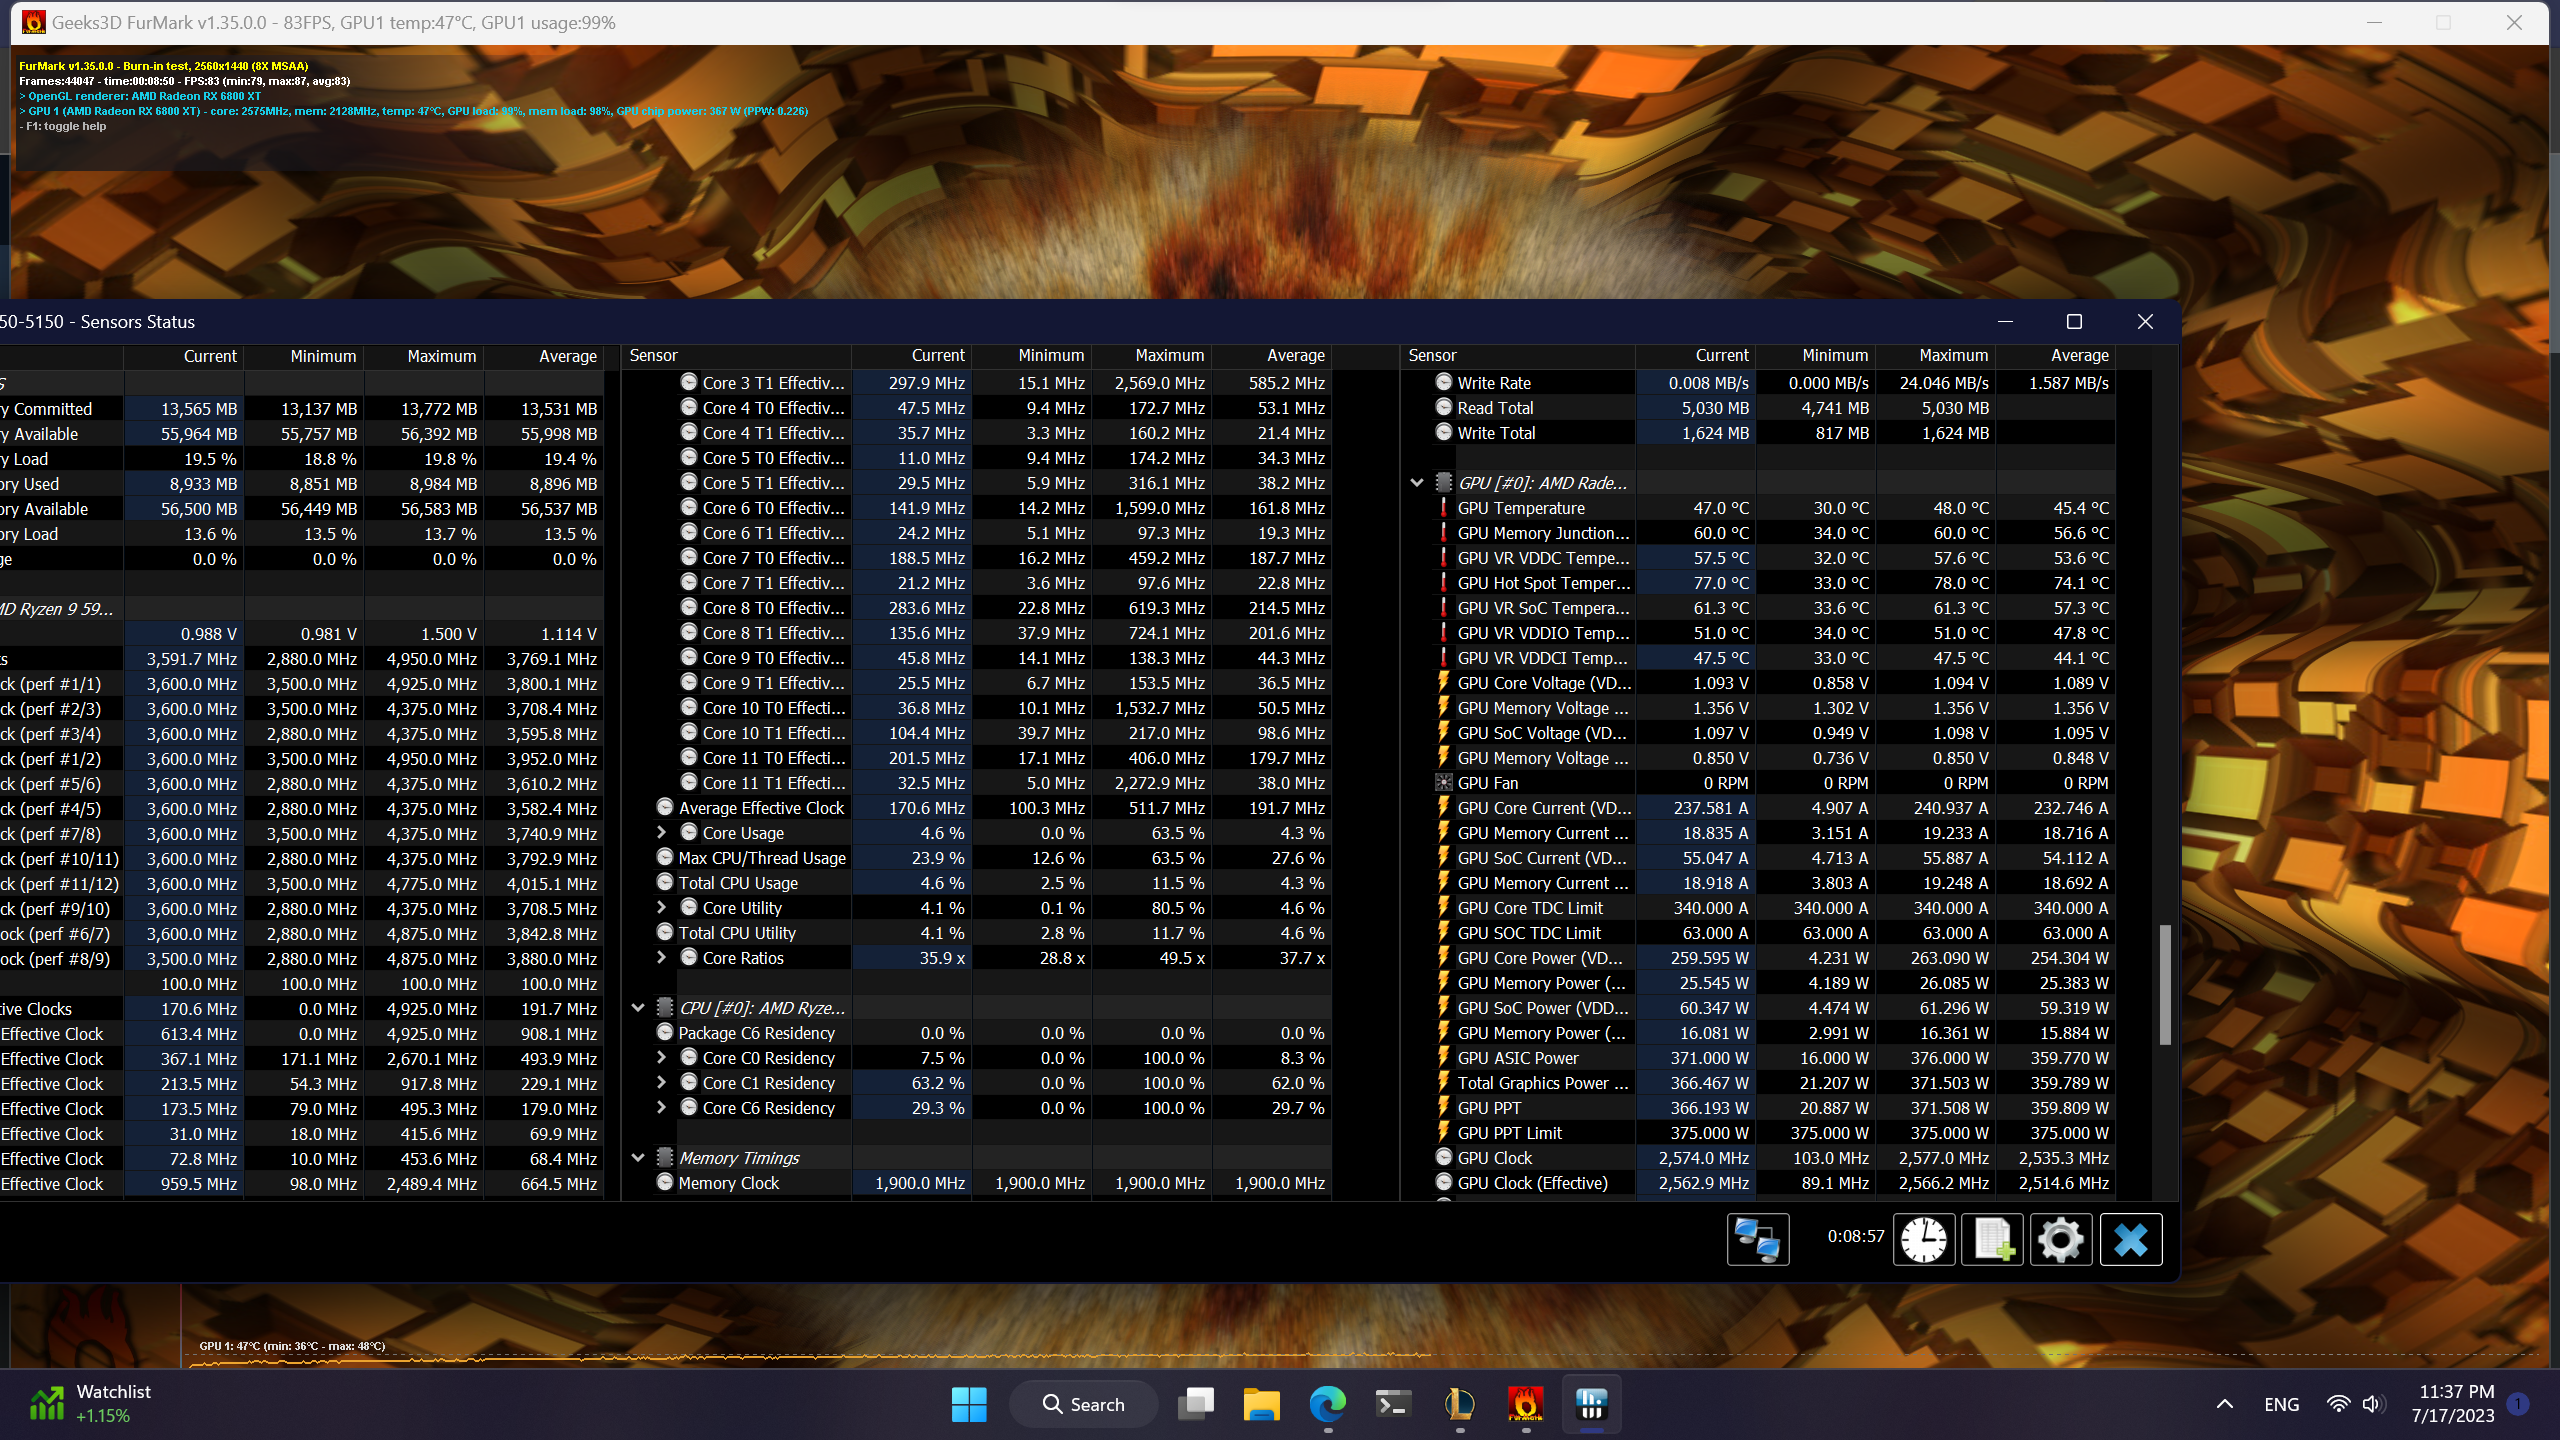 Geeks3D FurMark v1.35.0.0 - 83FPS, GPU1 temp:47°C, GPU1 usage:99%
FurMark v1.35.0.0 - Burn-in test, 2560x1440 (8X MSAA)
Frames:44047 - time:00:08:50 - FPS:83 (min:79, max:87, avg:83)
> OpenGL renderer: AMD Radeon RX 6800 XT
> GPU 1 (AMD Radeon RX 6800 XT) - core: 2575MHz, mem: 2128MHz, temp: 47°C, GPU load: 99%, mem load: 98%, GPU chip power: 367 W (PPW: 0.226)
- F1: toggle help
50-5150 - Sensors Status
Current Minimum Maximum Average
y Committed 13,565 MB 13,137 MB 13,772 MB 13,531 MB
y Available 55,964 MB 55,757 MB 56,392 MB 55,998 MB
y Load 19.5 % 18.8 % 19.8 % 19.4 %
ory Used 8,933 MB 8,851 MB 8,984 MB 8,896 MB
ory Available 56,500 MB 56,449 MB 56,583 MB 56,537 MB
ory Load 13.6 % 13.5 % 13.7 % 13.5 %
ge 0.0 % 0.0 % 0.0 % 0.0 %
MD Ryzen 9 59...
0.988 V 0.981 V 1.500 V 1.114 V
s 3,591.7 MHz 2,880.0 MHz 4,950.0 MHz 3,769.1 MHz
ck (perf #1/1) 3,600.0 MHz 3,500.0 MHz 4,925.0 MHz 3,800.1 MHz
ck (perf #2/3) 3,600.0 MHz 3,500.0 MHz 4,375.0 MHz 3,708.4 MHz
ck (perf #3/4) 3,600.0 MHz 2,880.0 MHz 4,375.0 MHz 3,595.8 MHz
ck (perf #1/2) 3,600.0 MHz 3,500.0 MHz 4,950.0 MHz 3,952.0 MHz
ck (perf #5/6) 3,600.0 MHz 2,880.0 MHz 4,375.0 MHz 3,610.2 MHz
ck (perf #4/5) 3,600.0 MHz 2,880.0 MHz 4,375.0 MHz 3,582.4 MHz
ck (perf #7/8) 3,600.0 MHz 3,500.0 MHz 4,375.0 MHz 3,740.9 MHz
ck (perf #10/11) 3,600.0 MHz 2,880.0 MHz 4,375.0 MHz 3,792.9 MHz
ck (perf #11/12) 3,600.0 MHz 3,500.0 MHz 4,775.0 MHz 4,015.1 MHz
ck (perf #9/10) 3,600.0 MHz 2,880.0 MHz 4,375.0 MHz 3,708.5 MHz
ock (perf #6/7) 3,600.0 MHz 2,880.0 MHz 4,875.0 MHz 3,842.8 MHz
ock (perf #8/9) 3,500.0 MHz 2,880.0 MHz 4,875.0 MHz 3,880.0 MHz
100.0 MHz 100.0 MHz 100.0 MHz 100.0 MHz
tive Clocks 170.6 MHz 0.0 MHz 4,925.0 MHz 191.7 MHz
Effective Clock 613.4 MHz 0.0 MHz 4,925.0 MHz 908.1 MHz
Effective Clock 367.1 MHz 171.1 MHz 2,670.1 MHz 493.9 MHz
Effective Clock 213.5 MHz 54.3 MHz 917.8 MHz 229.1 MHz
Effective Clock 173.5 MHz 79.0 MHz 495.3 MHz 179.0 MHz
Effective Clock 31.0 MHz 18.0 MHz 415.6 MHz 69.9 MHz
Effective Clock 72.8 MHz 10.0 MHz 453.6 MHz 68.4 MHz
Effective Clock 959.5 MHz 98.0 MHz 2,489.4 MHz 664.5 MHz
Sensor Current Minimum Maximum Average
Core 3 T1 Effectiv... 297.9 MHz 15.1 MHz 2,569.0 MHz 585.2 MHz
Core 4 T0 Effectiv... 47.5 MHz 9.4 MHz 172.7 MHz 53.1 MHz
Core 4 T1 Effectiv... 35.7 MHz 3.3 MHz 160.2 MHz 21.4 MHz
Core 5 T0 Effectiv... 11.0 MHz 9.4 MHz 174.2 MHz 34.3 MHz
Core 5 T1 Effectiv... 29.5 MHz 5.9 MHz 316.1 MHz 38.2 MHz
Core 6 T0 Effectiv... 141.9 MHz 14.2 MHz 1,599.0 MHz 161.8 MHz
Core 6 T1 Effectiv... 24.2 MHz 5.1 MHz 97.3 MHz 19.3 MHz
Core 7 T0 Effectiv... 188.5 MHz 16.2 MHz 459.2 MHz 187.7 MHz
Core 7 T1 Effectiv... 21.2 MHz 3.6 MHz 97.6 MHz 22.8 MHz
Core 8 T0 Effectiv... 283.6 MHz 22.8 MHz 619.3 MHz 214.5 MHz
Core 8 T1 Effectiv... 135.6 MHz 37.9 MHz 724.1 MHz 201.6 MHz
Core 9 T0 Effectiv... 45.8 MHz 14.1 MHz 138.3 MHz 44.3 MHz
Core 9 T1 Effectiv... 25.5 MHz 6.7 MHz 153.5 MHz 36.5 MHz
Core 10 T0 Effecti... 36.8 MHz 10.1 MHz 1,532.7 MHz 50.5 MHz
Core 10 T1 Effecti... 104.4 MHz 39.7 MHz 217.0 MHz 98.6 MHz
Core 11 T0 Effecti... 201.5 MHz 17.1 MHz 406.0 MHz 179.7 MHz
Core 11 T1 Effecti... 32.5 MHz 5.0 MHz 2,272.9 MHz 38.0 MHz
Average Effective Clock 170.6 MHz 100.3 MHz 511.7 MHz 191.7 MHz
Core Usage 4.6 % 0.0 % 63.5 % 4.3 %
Max CPU/Thread Usage 23.9 % 12.6 % 63.5 % 27.6 %
Total CPU Usage 4.6 % 2.5 % 11.5 % 4.3 %
Core Utility 4.1 % 0.1 % 80.5 % 4.6 %
Total CPU Utility 4.1 % 2.8 % 11.7 % 4.6 %
Core Ratios 35.9 x 28.8 x 49.5 x 37.7 x
CPU [#0]: AMD Ryze...
Package C6 Residency 0.0 % 0.0 % 0.0 % 0.0 %
Core C0 Residency 7.5 % 0.0 % 100.0 % 8.3 %
Core C1 Residency 63.2 % 0.0 % 100.0 % 62.0 %
Core C6 Residency 29.3 % 0.0 % 100.0 % 29.7 %
Memory Timings
Memory Clock 1,900.0 MHz 1,900.0 MHz 1,900.0 MHz 1,900.0 MHz
Sensor Current Minimum Maximum Average
Write Rate 0.008 MB/s 0.000 MB/s 24.046 MB/s 1.587 MB/s
Read Total 5,030 MB 4,741 MB 5,030 MB
Write Total 1,624 MB 817 MB 1,624 MB
GPU [#0]: AMD Rade...
GPU Temperature 47.0 °C 30.0 °C 48.0 °C 45.4 °C
GPU Memory Junction... 60.0 °C 34.0 °C 60.0 °C 56.6 °C
GPU VR VDDC Tempe... 57.5 °C 32.0 °C 57.6 °C 53.6 °C
GPU Hot Spot Temper... 77.0 °C 33.0 °C 78.0 °C 74.1 °C
GPU VR SoC Tempera... 61.3 °C 33.6 °C 61.3 °C 57.3 °C
GPU VR VDDIO Temp... 51.0 °C 34.0 °C 51.0 °C 47.8 °C
GPU VR VDDCI Temp... 47.5 °C 33.0 °C 47.5 °C 44.1 °C
GPU Core Voltage (VD... 1.093 V 0.858 V 1.094 V 1.089 V
GPU Memory Voltage ... 1.356 V 1.302 V 1.356 V 1.356 V
GPU SoC Voltage (VD... 1.097 V 0.949 V 1.098 V 1.095 V
GPU Memory Voltage ... 0.850 V 0.736 V 0.850 V 0.848 V
GPU Fan 0 RPM 0 RPM 0 RPM 0 RPM
GPU Core Current (VD... 237.581 A 4.907 A 240.937 A 232.746 A
GPU Memory Current ... 18.835 A 3.151 A 19.233 A 18.716 A
GPU SoC Current (VD... 55.047 A 4.713 A 55.887 A 54.112 A
GPU Memory Current ... 18.918 A 3.803 A 19.248 A 18.692 A
GPU Core TDC Limit 340.000 A 340.000 A 340.000 A 340.000 A
GPU SOC TDC Limit 63.000 A 63.000 A 63.000 A 63.000 A
GPU Core Power (VD... 259.595 W 4.231 W 263.090 W 254.304 W
GPU Memory Power (... 25.545 W 4.189 W 26.085 W 25.383 W
GPU SoC Power (VDD... 60.347 W 4.474 W 61.296 W 59.319 W
GPU Memory Power (... 16.081 W 2.991 W 16.361 W 15.884 W
GPU ASIC Power 371.000 W 16.000 W 376.000 W 359.770 W
Total Graphics Power ... 366.467 W 21.207 W 371.503 W 359.789 W
GPU PPT 366.193 W 20.887 W 371.508 W 359.809 W
GPU PPT Limit 375.000 W 375.000 W 375.000 W 375.000 W
GPU Clock 2,574.0 MHz 103.0 MHz 2,577.0 MHz 2,535.3 MHz
GPU Clock (Effective) 2,562.9 MHz 89.1 MHz 2,566.2 MHz 2,514.6 MHz
0:08:57
GPU 1: 47°C (min: 36°C - max: 48°C)
Watchlist
+1.15%
Search
ENG
11:37 PM
7/17/2023
1